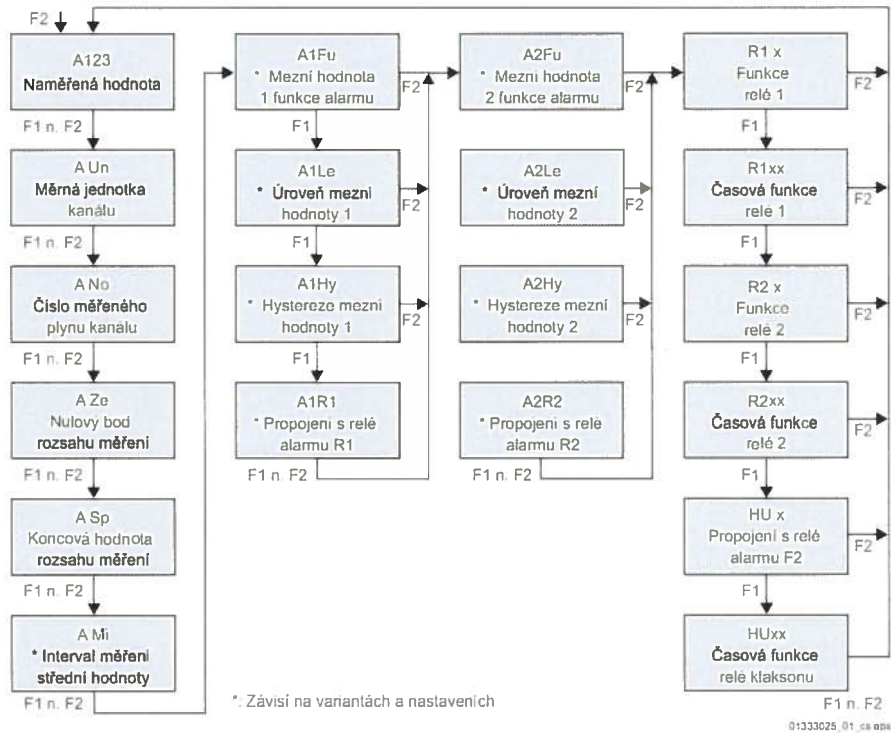 F2
A123
Naměřená hodnota
F1 n. F2
A Un
Měrná jednotka
kanálu
F1 n. F2
A No
Číslo měřeného
plynu kanálu
F1 n. F2
A Ze
Nulový bod
rozsahu měření
F1 n. F2
A Sp
Koncová hodnota
rozsahu měření
F1 n. F2
A Mi
* Interval měření
střední hodnoty
F1 n. F2
A1Fu
* Mezní hodnota
1 funkce alarmu
F2
F1
A1Le
* Úroveň mezní
hodnoty 1
F2
F1
A1Hy
* Hystereze mezní
hodnoty 1
F2
F1
A1R1
* Propojení s relé
alarmu R1
F1 n. F2
A2Fu
* Mezní hodnota
2 funkce alarmu
F2
A2Le
* Úroveň mezní
hodnoty 2
F2
A2Hy
* Hystereze mezní
hodnoty 2
F2
A2R2
* Propojení s relé
alarmu R2
F1 n. F2
R1 x
Funkce
relé 1
F2
F1
R1xx
Časová funkce
relé 1
F2
F1
R2 x
Funkce
relé 2
F2
F1
R2xx
Časová funkce
relé 2
F2
F1
HU x
Propojení s relé
alarmu F2
F2
F1
HUxx
Časová funkce
relé klaksonu
F1 n. F2
*: Závisí na variantách a nastaveních
01333025_01_cs.eps